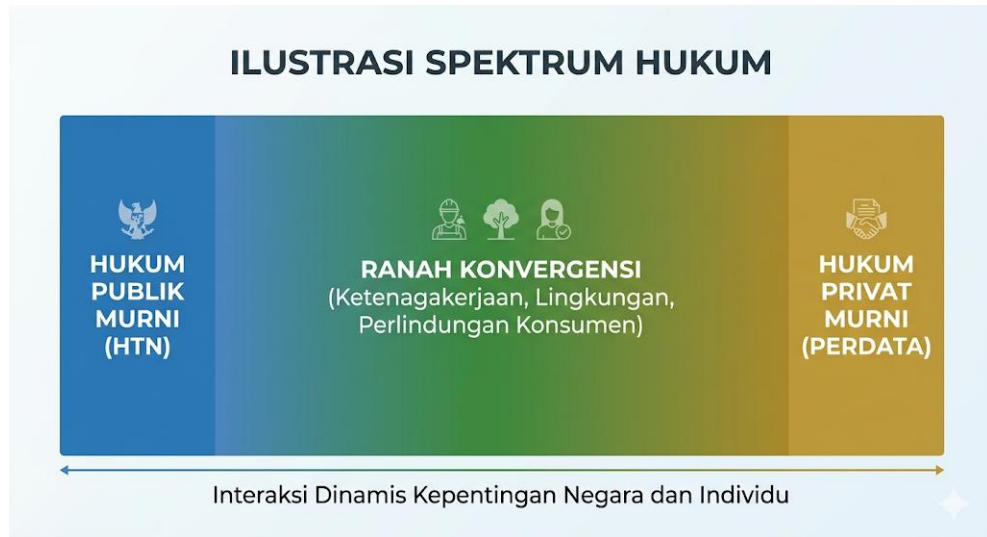 ILUSTRASI SPEKTRUM HUKUM
HUKUM
PUBLIK
MURNI
(HTN)
RANAH KONVERGENSI
(Ketenagakerjaan, Lingkungan,
Perlindungan Konsumen)
HUKUM
PRIVAT
MURNI
(PERDATA)
Interaksi Dinamis Kepentingan Negara dan Individu